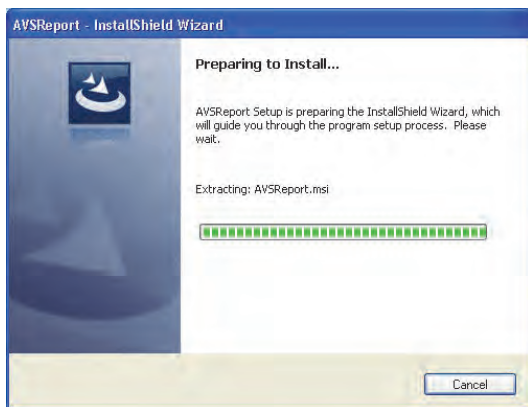 AVSReport - InstallShield Wizard
Preparing to Install...
AVSReport Setup is preparing the InstallShield Wizard, which
will guide you through the program setup process. Please
wait.
Extracting: AVSReport.msi
Cancel